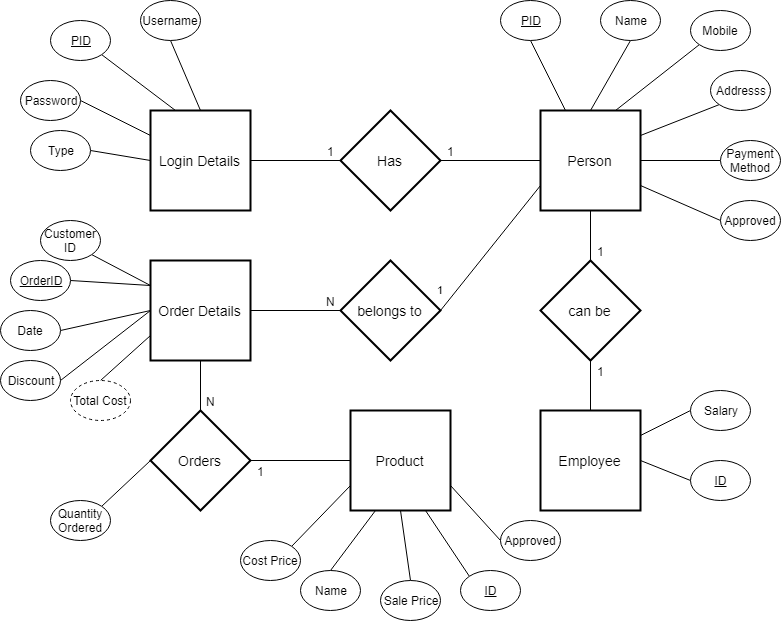 Username
PID
Name
PID
Mobile
Addresss
Password
Type
Login Details
1
Has
1
Person
Payment
Method
Approved
Customer
ID
OrderID
Date
Discount
Total Cost
Order Details
N
belongs to
1
1
can be
1
N
Orders
1
Product
Employee
Salary
ID
Quantity
Ordered
Cost Price
Name
Sale Price
ID
Approved